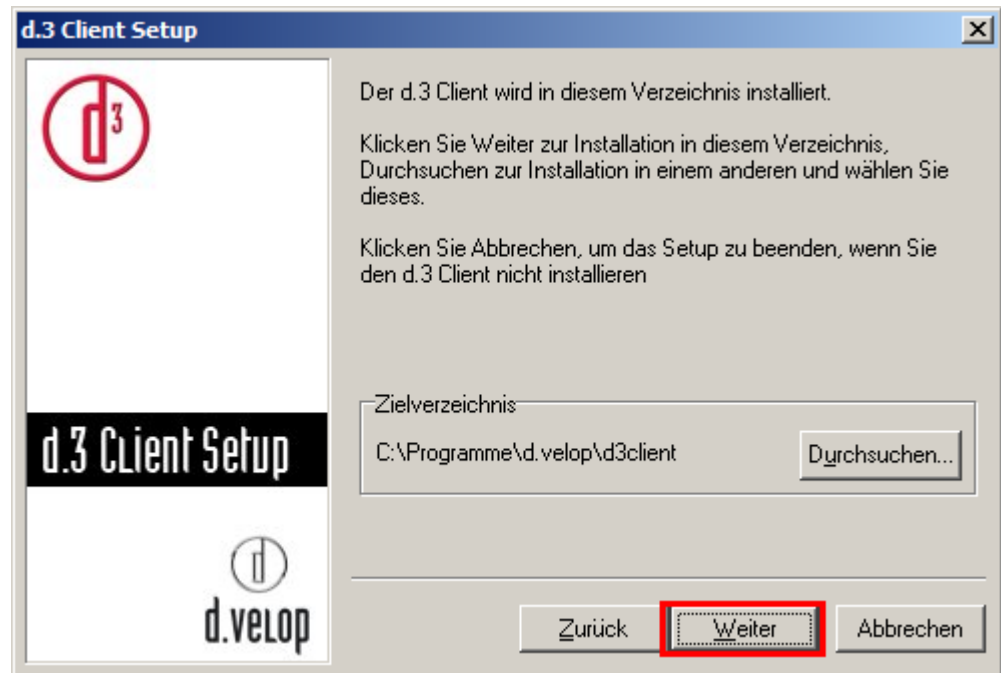 d.3 Client Setup
d3
Der d.3 Client wird in diesem Verzeichnis installiert.
Klicken Sie Weiter zur Installation in diesem Verzeichnis,
Durchsuchen zur Installation in einem anderen und wählen Sie
dieses.
Klicken Sie Abbrechen, um das Setup zu beenden, wenn Sie
den d.3 Client nicht installieren
Zielverzeichnis
C:\Programme\d.velop\d3client
Durchsuchen...
d.3 Client Setup
d
d.velop
Zurück
Weiter
Abbrechen